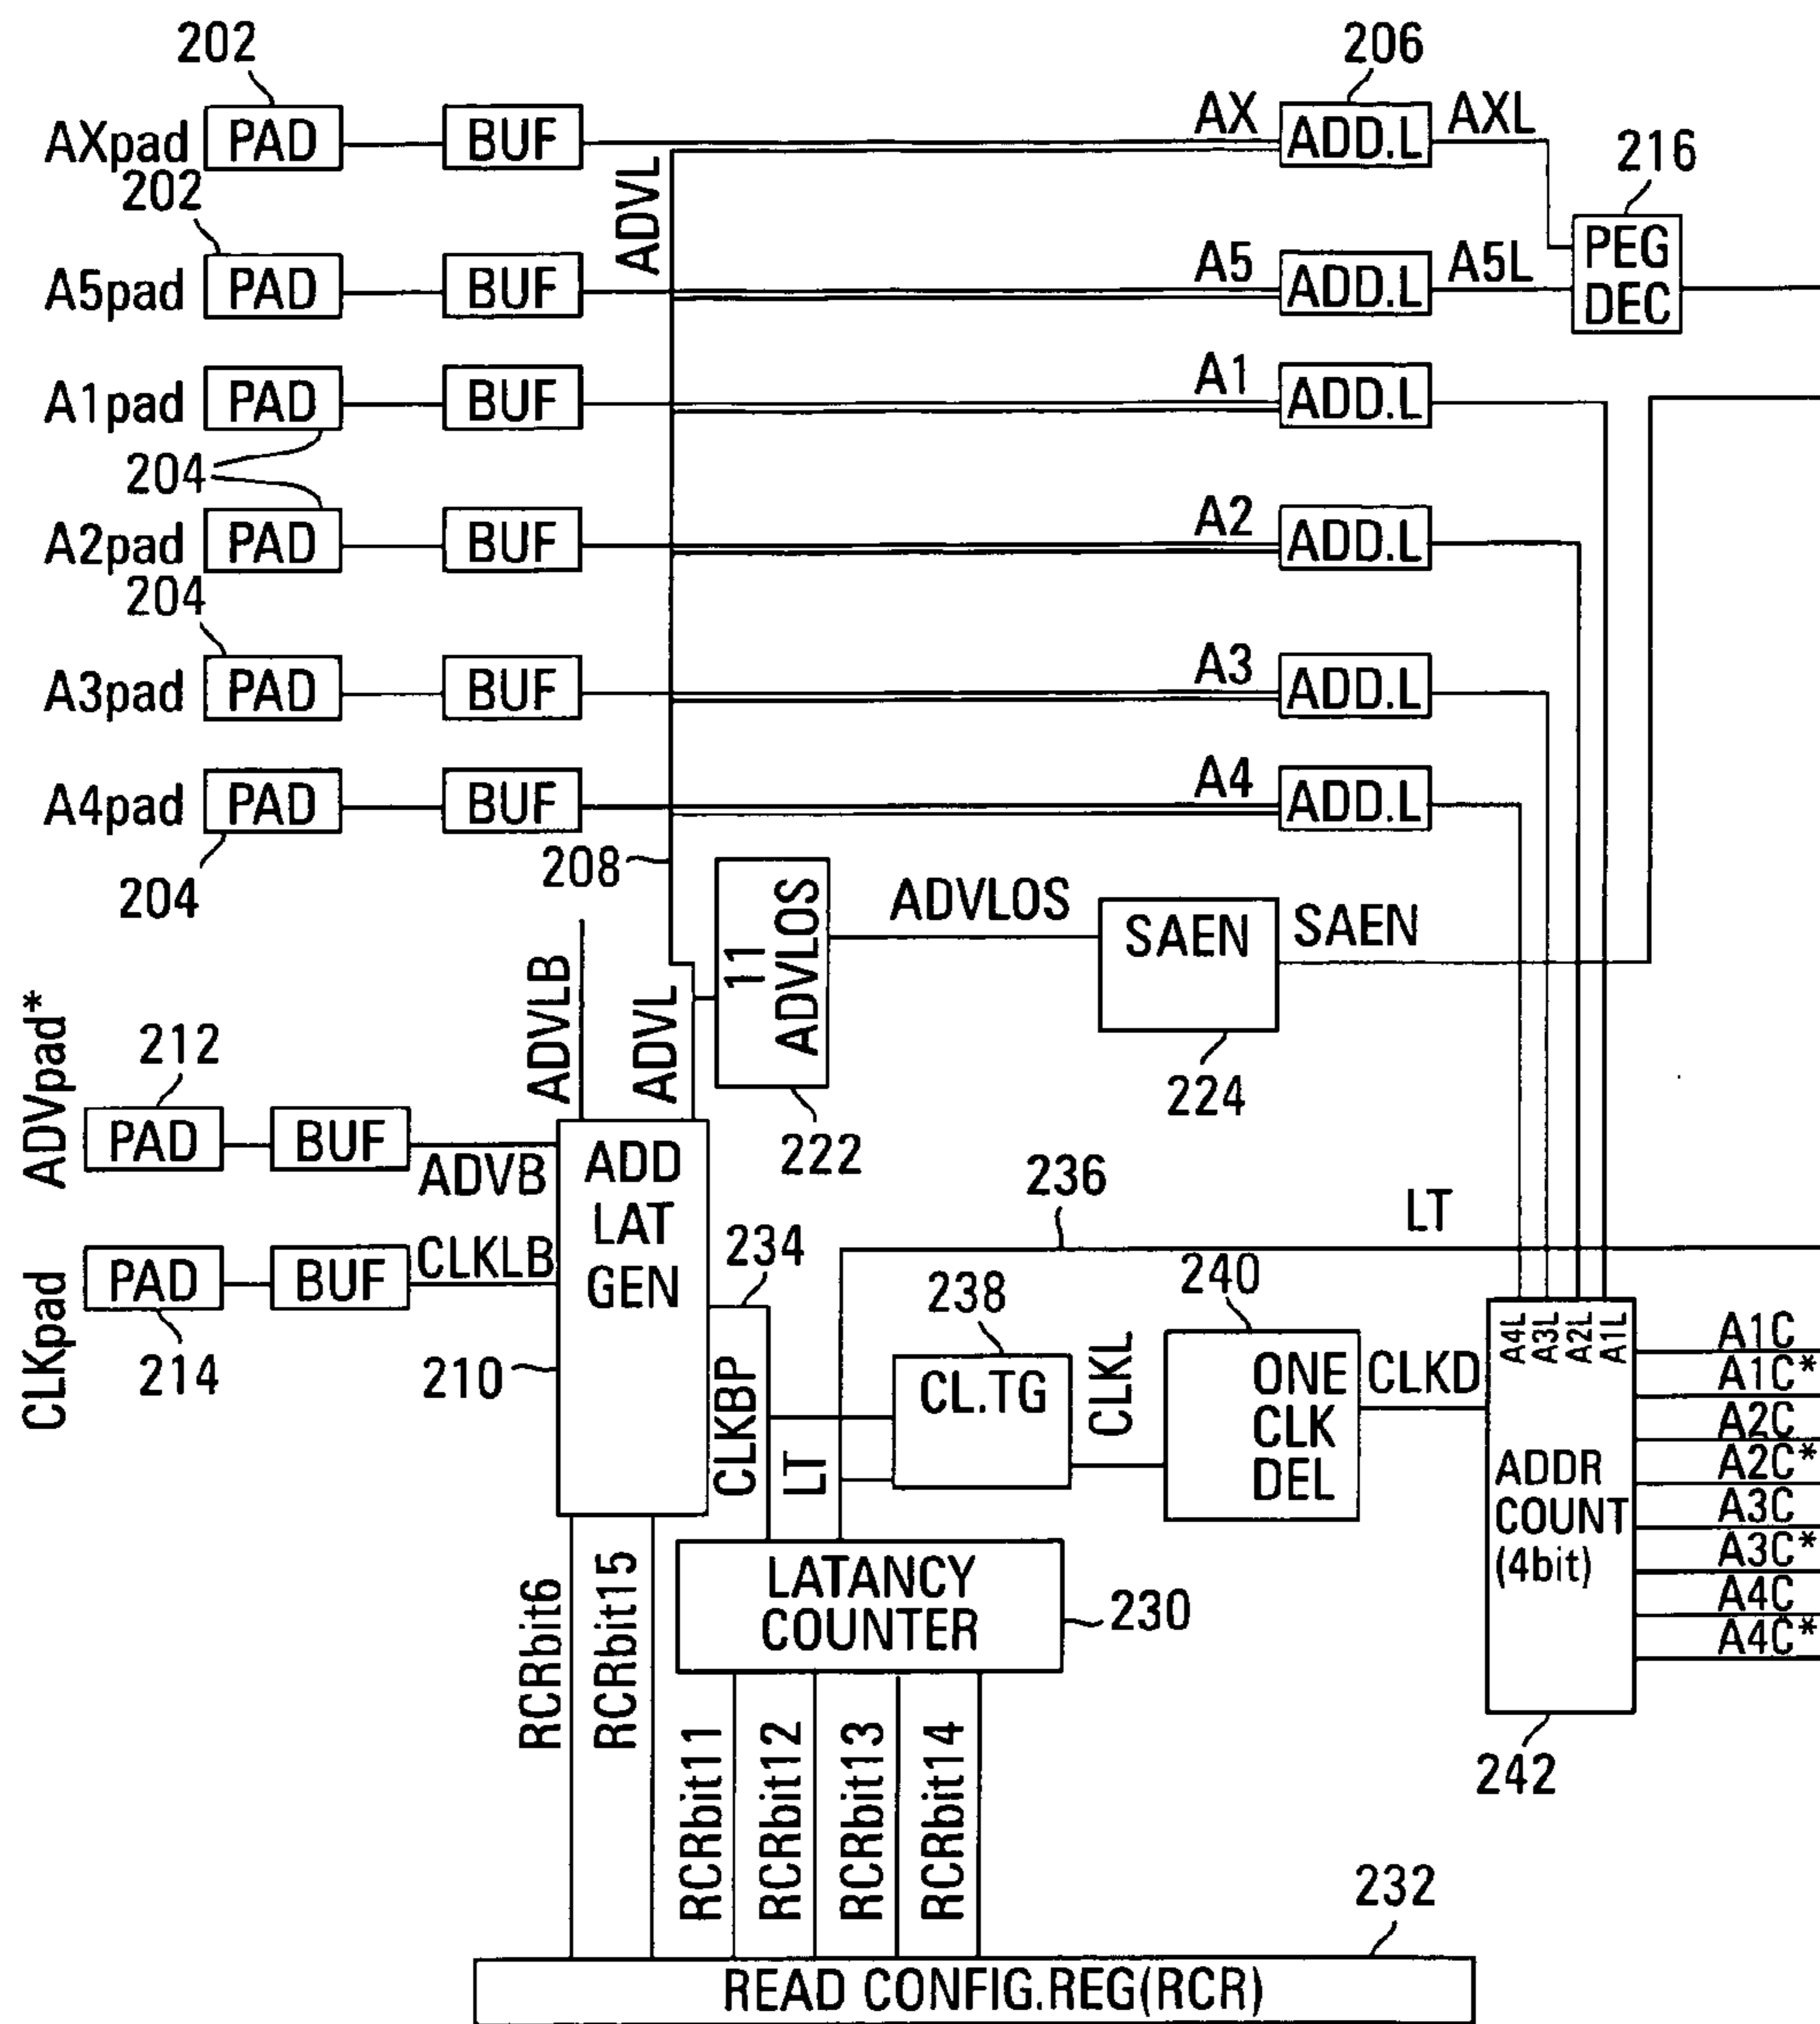 202
206
AXpad PAD BUF AX ADD.L AXL
202
216
ADVL
A5pad PAD BUF A5 ADD.L A5L
PEG
DEC
A1pad PAD BUF A1 ADD.L
204
A2pad PAD BUF A2 ADD.L
204
A3pad PAD BUF A3 ADD.L
A4pad PAD BUF A4 ADD.L
204
208
11
ADVLOS
ADVLOS
SAEN
SAEN
224
222
ADVLB
ADVL
ADVpad*
212
PAD BUF ADVB
ADD
LAT
GEN
CLKpad
PAD BUF CLKLB
214
210
234
236
LT
238
240
CLKBP
LT
CL.TG
CLKL
ONE
CLK
DEL
CLKD
A4L
A3L
A2L
A1L
ADDR
COUNT
(4bit)
242
A1C
A1C*
A2C
A2C*
A3C
A3C*
A4C
A4C*
LATANCY
COUNTER
230
RCRbit6
RCRbit15
RCRbit11
RCRbit12
RCRbit13
RCRbit14
232
READ CONFIG.REG(RCR)